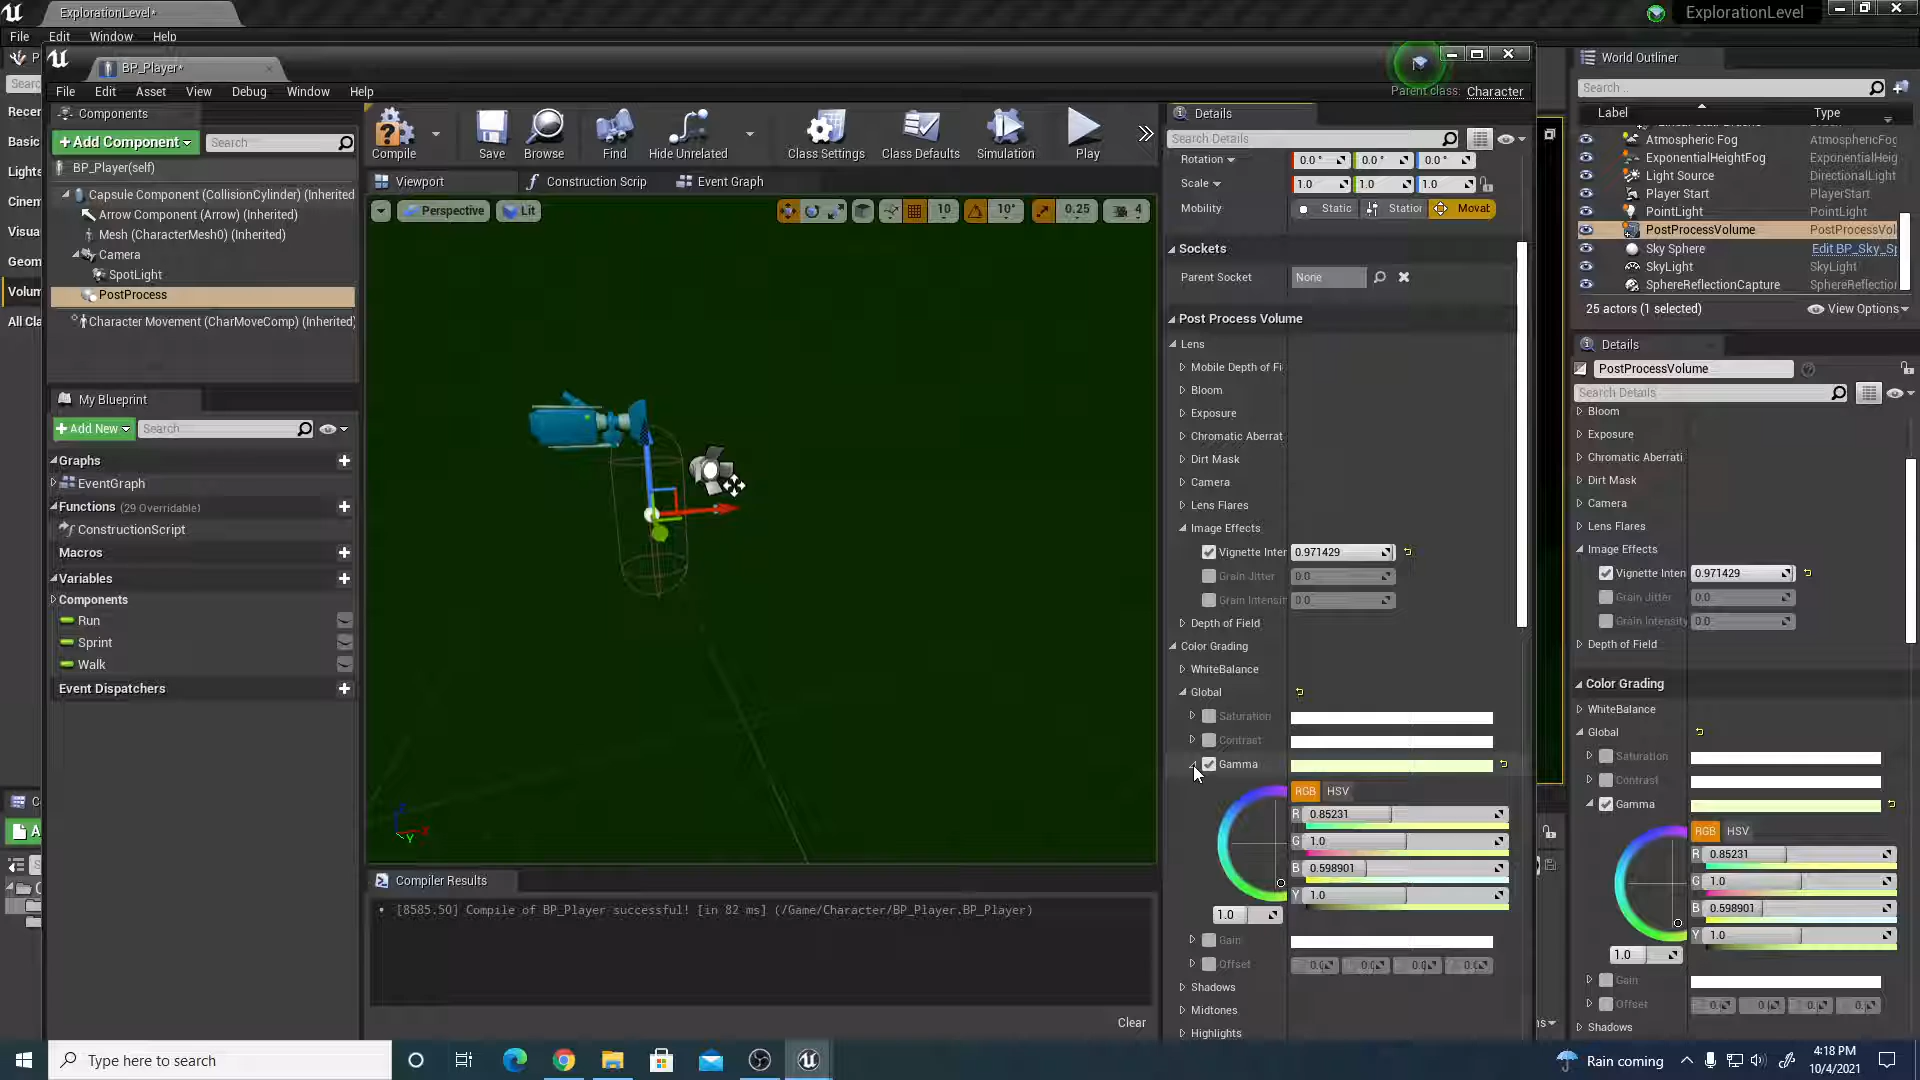 ExplorationLevel*
ExplorationLevel
File Edit Window Help
BP_Player*
File Edit Asset View Debug Window Help
Parent class: Character
Components
+Add Component
Search
BP_Player(self)
Capsule Component (CollisionCylinder) (Inherited
Arrow Component (Arrow) (Inherited)
Mesh (CharacterMesh0) (Inherited)
Camera
SpotLight
PostProcess
Character Movement (CharMoveComp) (Inherited)
My Blueprint
+Add New
Search
Graphs
EventGraph
Functions (29 Overridable)
ConstructionScript
Macros
Variables
Components
Run
Sprint
Walk
Event Dispatchers
P
Searc
Recen
Basic
Lights
Cinem
Visua
Geom
Volum
All Cla
Compile
Save
Browse
Find
Hide Unrelated
Class Settings
Class Defaults
Simulation
Play
Viewport
Construction Scrip
Event Graph
Perspective
Lit
10
10°
0.25
4
Z
X
Y
Compiler Results
• [8585.50] Compile of BP_Player successful! [in 82 ms] (/Game/Character/BP_Player.BP_Player)
Clear
Details
Search Details
Rotation 0.0 ° 0.0 ° 0.0 °
Scale 1.0 1.0 1.0
Mobility Static Station Movab
Sockets
Parent Socket None
Post Process Volume
Lens
Mobile Depth of Fi
Bloom
Exposure
Chromatic Aberrat
Dirt Mask
Camera
Lens Flares
Image Effects
Vignette Inten 0.971429
Grain Jitter 0.0
Grain Intensit 0.0
Depth of Field
Color Grading
WhiteBalance
Global
Saturation
Contrast
Gamma
RGB HSV
R 0.85231
G 1.0
B 0.598901
Y 1.0
1.0
Gain
Offset
Shadows
Midtones
Highlights
World Outliner
Search ..
Label Type
Atmospheric Fog AtmosphericFog
ExponentialHeightFog ExponentialHeig
Light Source DirectionalLight
Player Start PlayerStart
PointLight PointLight
PostProcessVolume PostProcessVol
Sky Sphere Edit BP_Sky_Sp
SkyLight SkyLight
SphereReflectionCapture SphereReflection
25 actors (1 selected) View Options
Details
PostProcessVolume
Search Details
Bloom
Exposure
Chromatic Aberrati
Dirt Mask
Camera
Lens Flares
Image Effects
Vignette Inten 0.971429
Grain Jitter 0.0
Grain Intensity 0.0
Depth of Field
Color Grading
WhiteBalance
Global
Saturation
Contrast
Gamma
RGB HSV
R 0.85231
G 1.0
B 0.598901
Y 1.0
1.0
Gain
Offset
Shadows
Type here to search
Rain coming
4:18 PM
10/4/2021